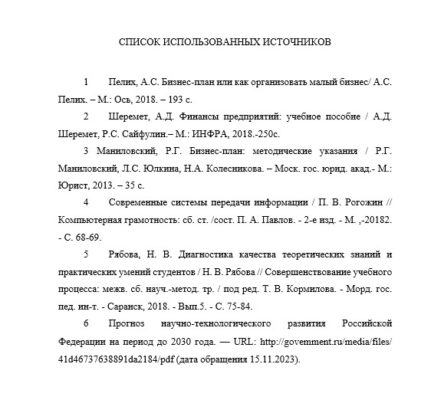 СПИСОК ИСПОЛЬЗОВАННЫХ ИСТОЧНИКОВ
1 Пелих, А.С. Бизнес-план или как организовать малый бизнес/ А.С.
Пелих. – М.: Ось, 2018. – 193 с.
2 Шеремет, А.Д. Финансы предприятий: учебное пособие / А.Д.
Шеремет, Р.С. Сайфулин.– М.: ИНФРА, 2018.-250с.
3 Маниловский, Р.Г. Бизнес-план: методические указания / Р.Г.
Маниловский, Л.С. Юлкина, Н.А. Колесникова. – Моск. гос. юрид. акад.- М.:
Юрист, 2013. – 35 с.
4 Современные системы передачи информации / П. В. Рогожин //
Компьютерная грамотность: сб. ст. /сост. П. А. Павлов. - 2-е изд. - М. ,-20182.
- С. 68-69.
5 Рябова, Н. В. Диагностика качества теоретических знаний и
практических умений студентов / Н. В. Рябова // Совершенствование учебного
процесса: межв. сб. науч.-метод. тр. / под ред. Т. В. Кормилова. - Морд. гос.
пед. ин-т. - Саранск, 2018. - Вып.5. - С. 75-84.
6 Прогноз научно-технологического развития Российской
Федерации на период до 2030 года. — URL: http://government.ru/media/files/
41d46737638891da2184/pdf (дата обращения 15.11.2023).